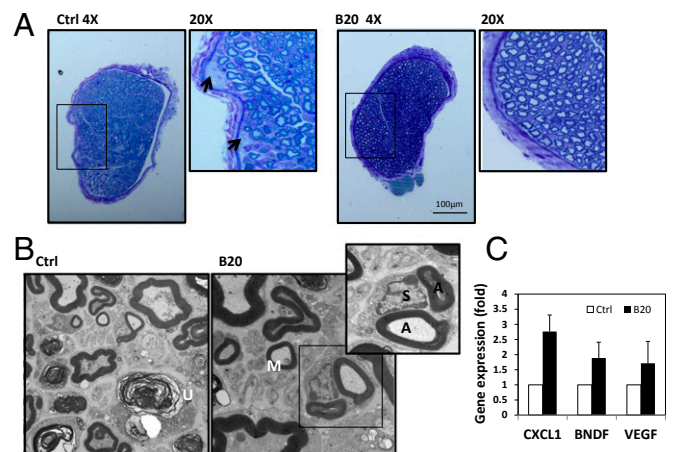 A
Ctrl 4X
20X
B20 4X
20X
100µm
B
Ctrl
U
B20
M
S
A
A
C
Gene expression (fold)
4
3.5
3
2.5
2
1.5
1
0.5
0
Ctrl
B20
CXCL1
BNDF
VEGF